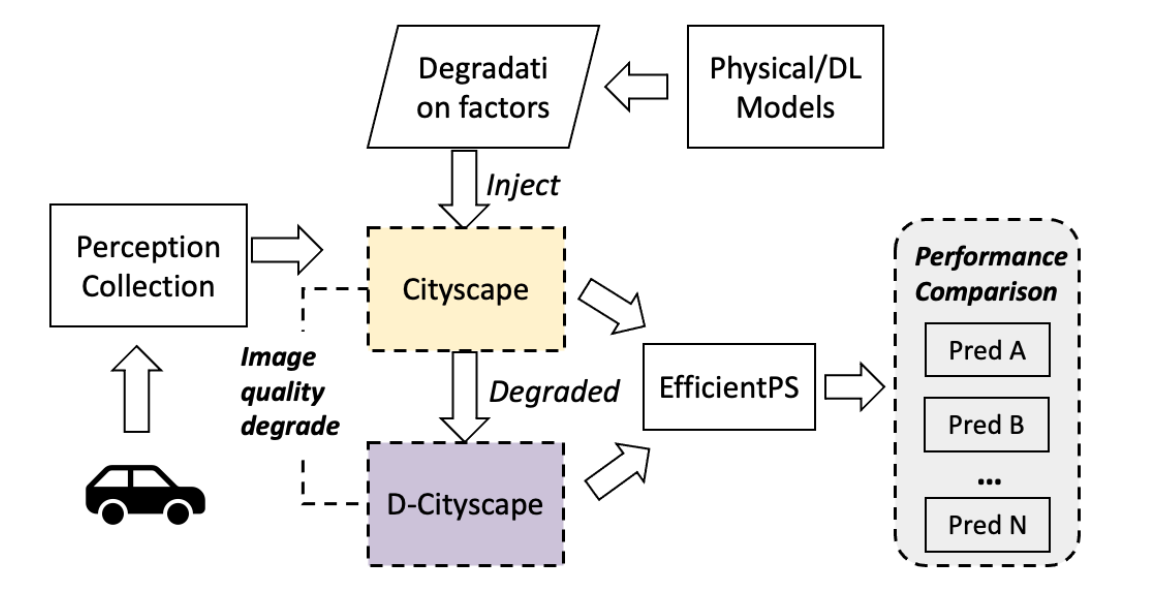 Degradati
on factors
Physical/DL
Models
Inject
Perception
Collection
Cityscape
Image
quality
degrade
Degraded
D-Cityscape
EfficientPS
Performance
Comparison
Pred A
Pred B
...
Pred N